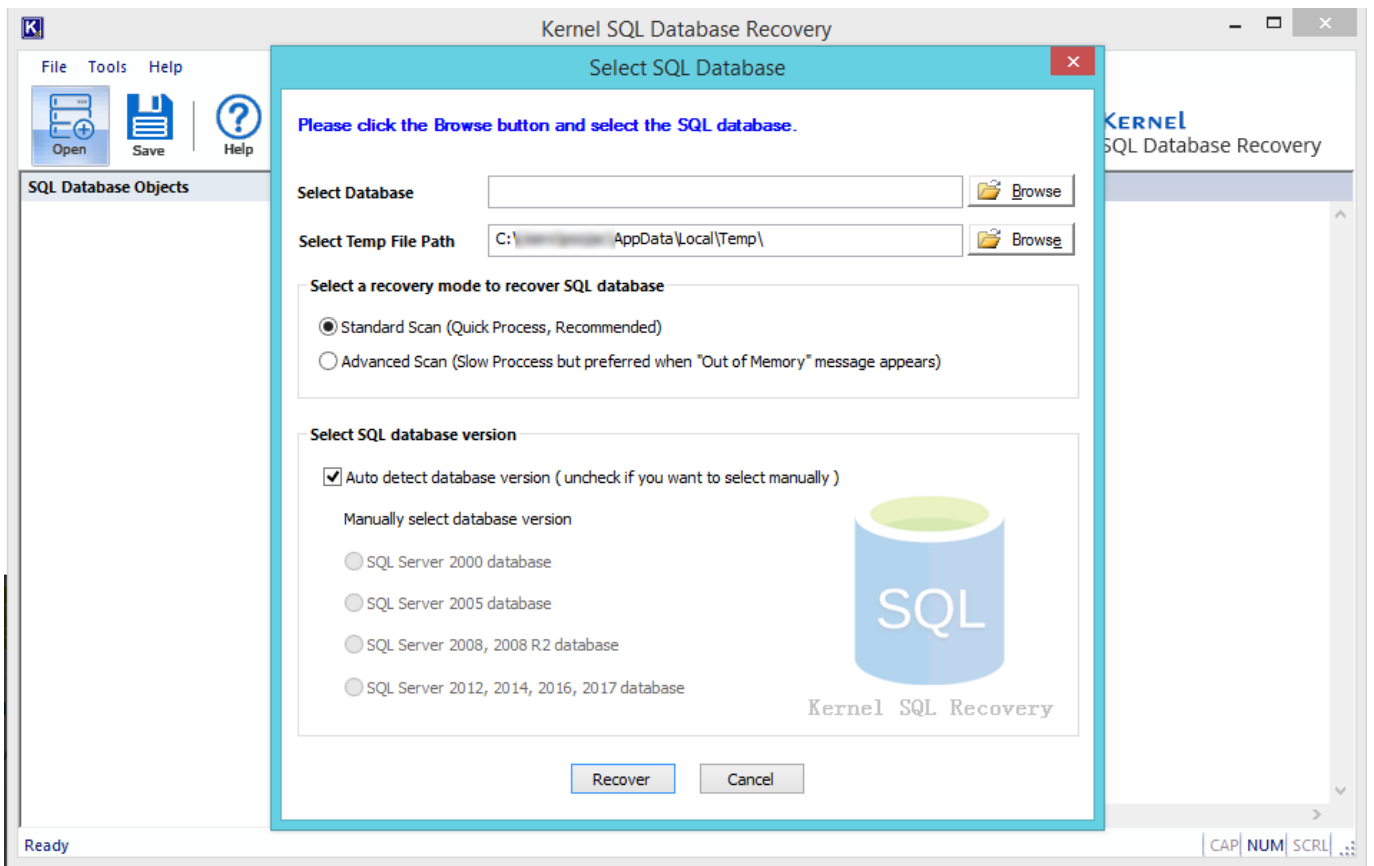 K
Kernel SQL Database Recovery
File Tools Help
Open
Save
Help
KERNEL
SQL Database Recovery
SQL Database Objects
Select SQL Database
Please click the Browse button and select the SQL database.
Select Database
Browse
Select Temp File Path
C:\
AppData\Local\Temp\
Browse
Select a recovery mode to recover SQL database
Standard Scan (Quick Process, Recommended)
Advanced Scan (Slow Proccess but preferred when "Out of Memory" message appears)
Select SQL database version
Auto detect database version ( uncheck if you want to select manually )
Manually select database version
SQL Server 2000 database
SQL Server 2005 database
SQL Server 2008, 2008 R2 database
SQL Server 2012, 2014, 2016, 2017 database
SQL
Kernel SQL Recovery
Recover
Cancel
Ready
CAP NUM SCRL